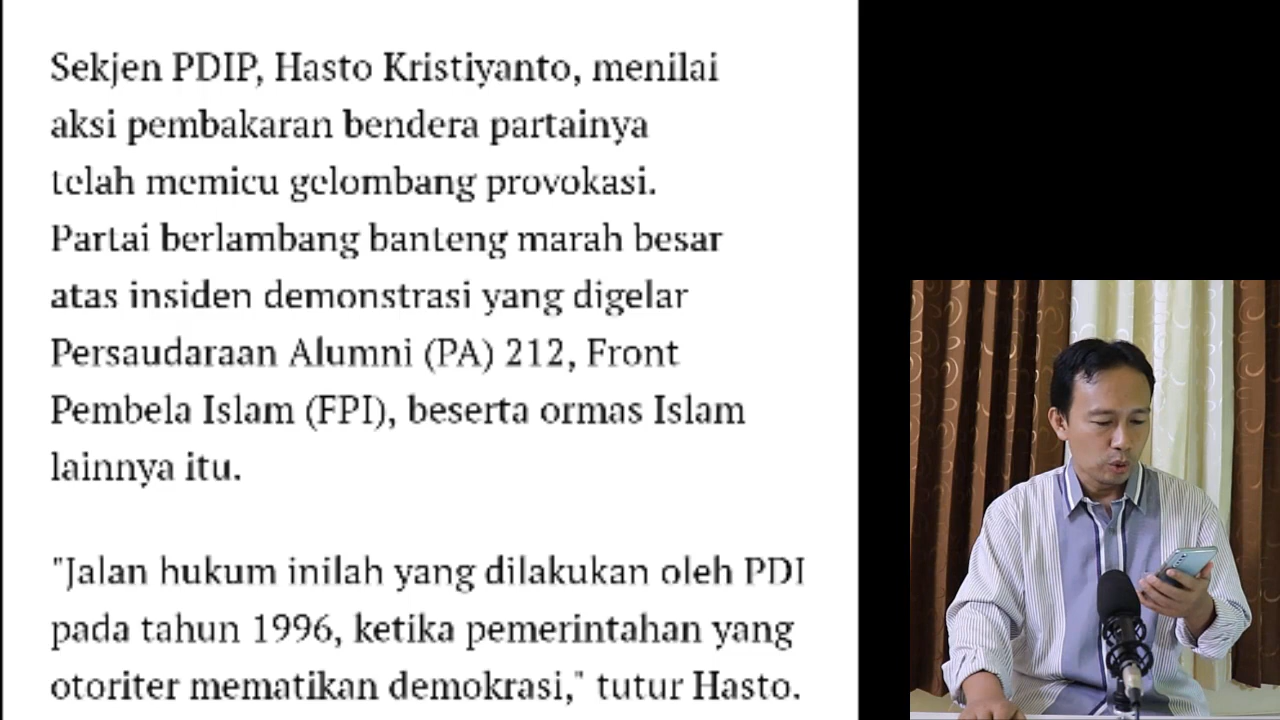 Sekjen PDIP, Hasto Kristiyanto, menilai
aksi pembakaran bendera partainya
telah memicu gelombang provokasi.
Partai berlambang banteng marah besar
atas insiden demonstrasi yang digelar
Persaudaraan Alumni (PA) 212, Front
Pembela Islam (FPI), beserta ormas Islam
lainnya itu.
"Jalan hukum inilah yang dilakukan oleh PDI
pada tahun 1996, ketika pemerintahan yang
otoriter mematikan demokrasi," tutur Hasto.